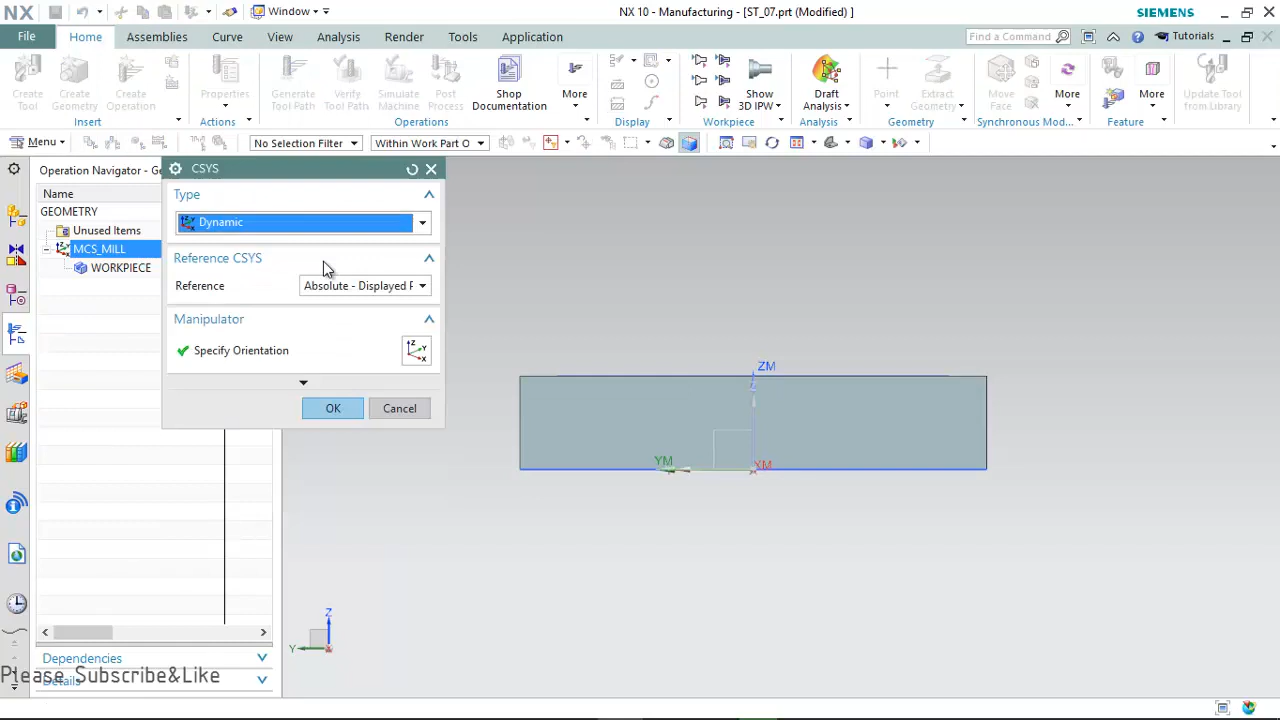 NX
Window
NX 10 - Manufacturing - [ST_07.prt (Modified) ]
SIEMENS
File
Home
Assemblies
Curve
View
Analysis
Render
Tools
Application
Find a Command
Tutorials
Create Tool
Create Geometry
Create Operation
Properties
Generate Tool Path
Verify Tool Path
Simulate Machine
Post Process
Shop Documentation
More
Show 3D IPW
Draft Analysis
Point
Extract Geometry
Move Face
More
More
Update Tool from Library
Insert
Actions
Operations
Display
Workpiece
Analysis
Geometry
Synchronous Mod...
Feature
Menu
No Selection Filter
Within Work Part O
Operation Navigator - Ge
Name
GEOMETRY
Unused Items
MCS_MILL
WORKPIECE
CSYS
Type
Dynamic
Reference CSYS
Reference
Absolute - Displayed P
Manipulator
Specify Orientation
OK
Cancel
ZM
YM
XM
Z
Y
Dependencies
Details
Please Subscribe&Like